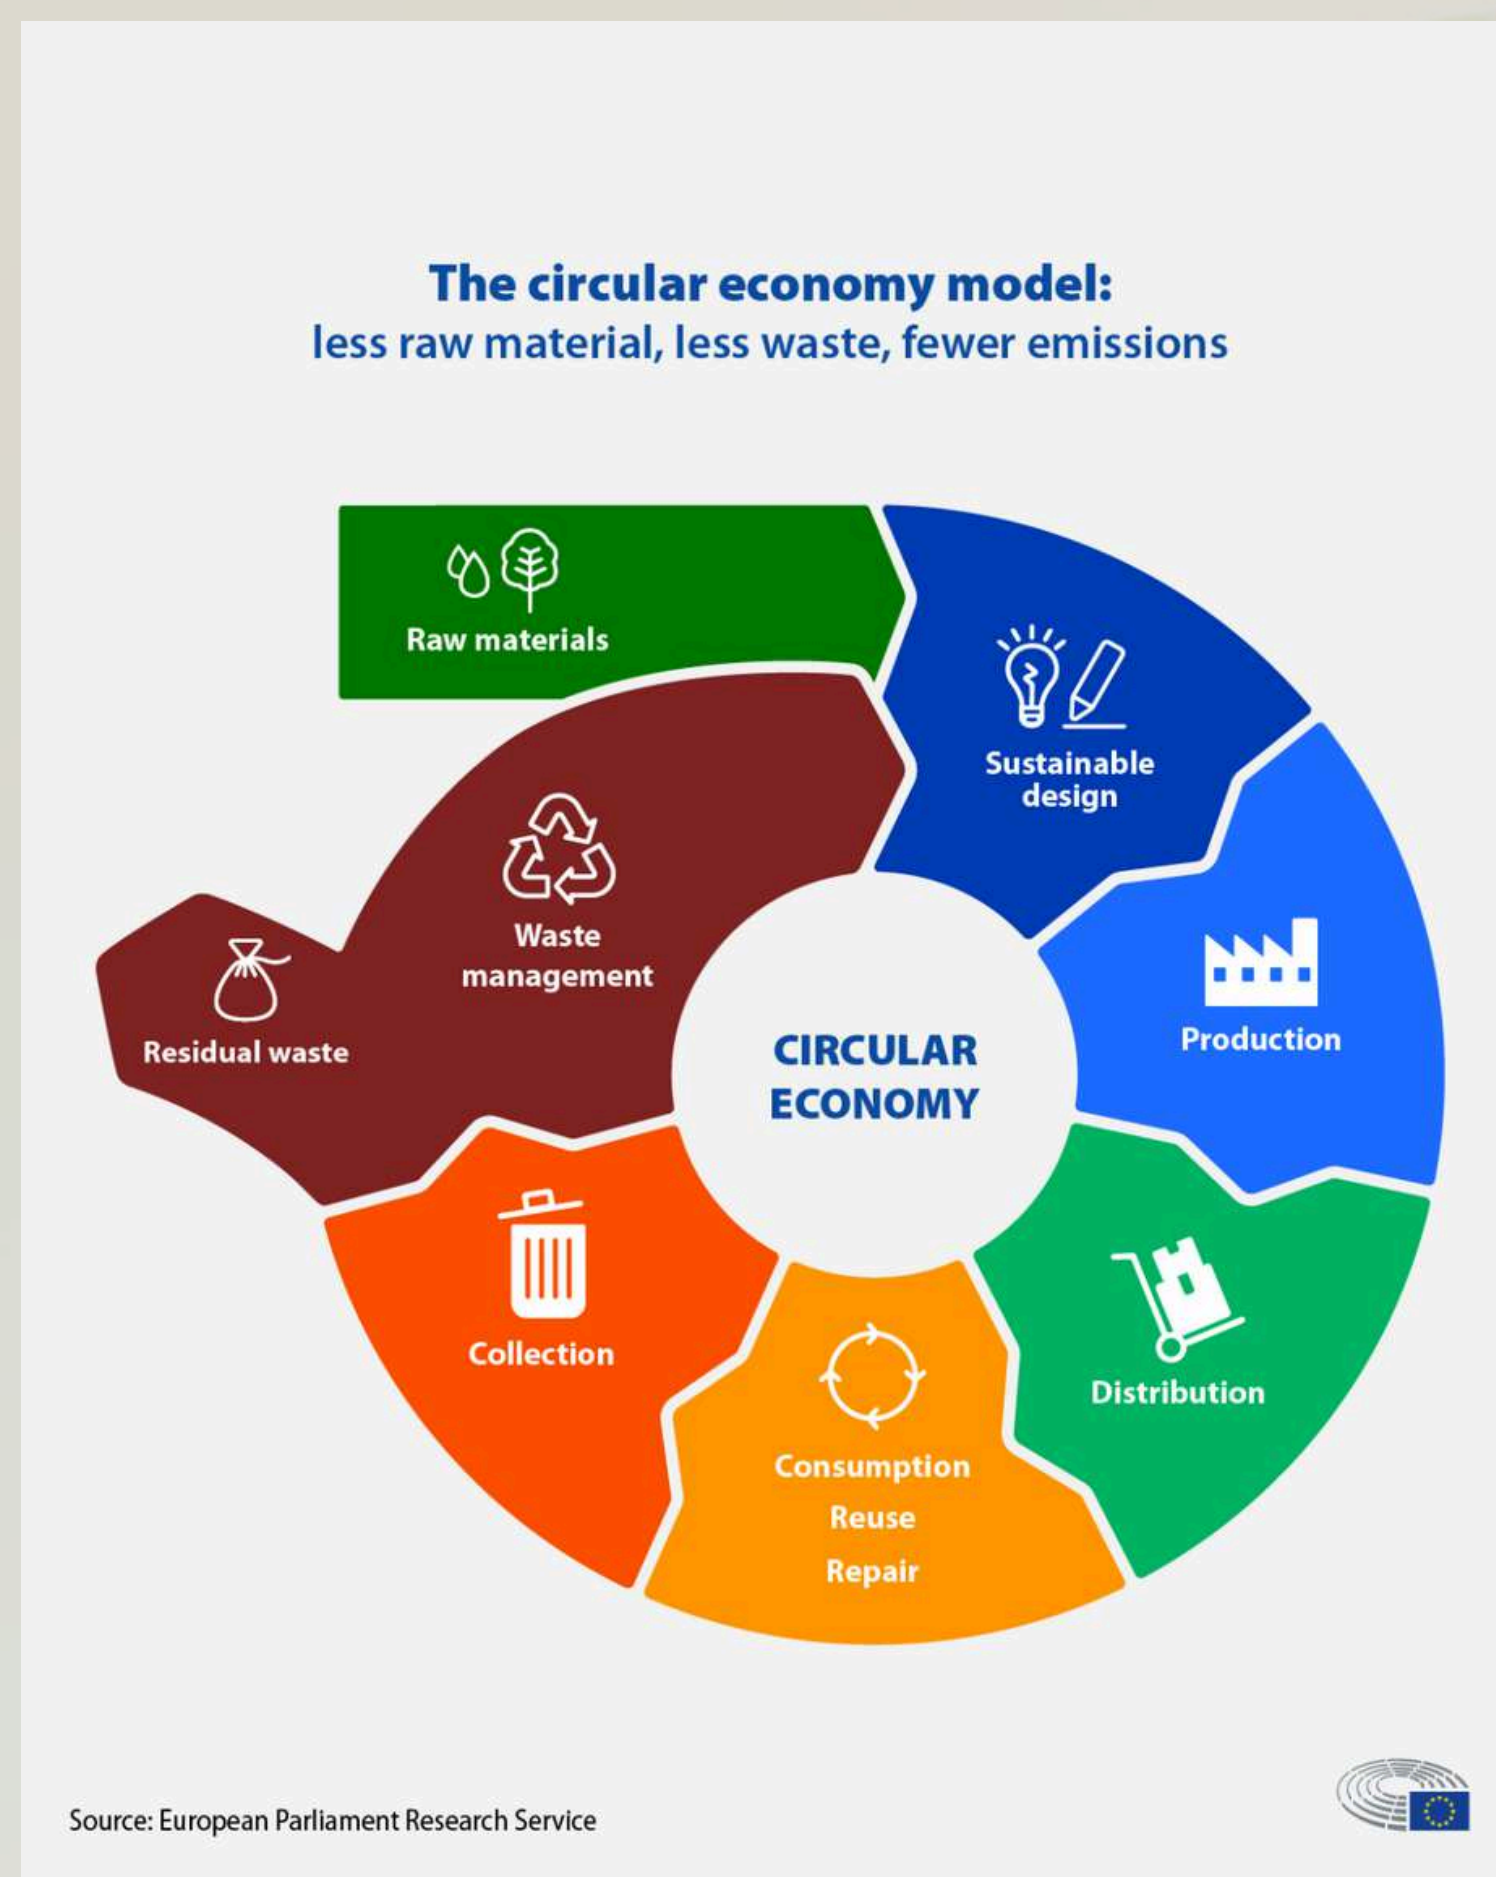 The circular economy model:
less raw material, less waste, fewer emissions
Raw materials
Sustainable
design
Production
Distribution
Consumption
Reuse
Repair
Collection
Waste
management
Residual waste
CIRCULAR
ECONOMY
Source: European Parliament Research Service